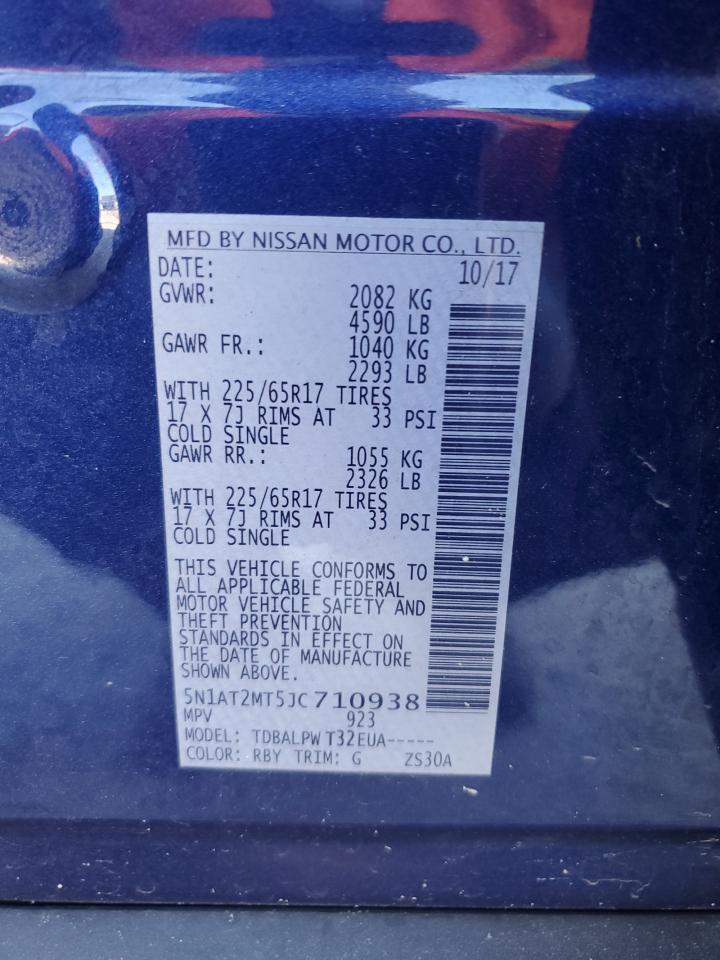 MFD BY NISSAN MOTOR CO., LTD.
DATE: 10/17
GVWR: 2082 KG
4590 LB
GAWR FR.: 1040 KG
2293 LB
WITH 225/65R17 TIRES
17 X 7J RIMS AT 33 PSI
COLD SINGLE
GAWR RR.: 1055 KG
2326 LB
WITH 225/65R17 TIRES
17 X 7J RIMS AT 33 PSI
COLD SINGLE
THIS VEHICLE CONFORMS TO
ALL APPLICABLE FEDERAL
MOTOR VEHICLE SAFETY AND
THEFT PREVENTION
STANDARDS IN EFFECT ON
THE DATE OF MANUFACTURE
SHOWN ABOVE.
5N1AT2MT5JC710938
MPV 923
MODEL: TDBALPW T32EUA-----
COLOR: RBY TRIM: G ZS30A